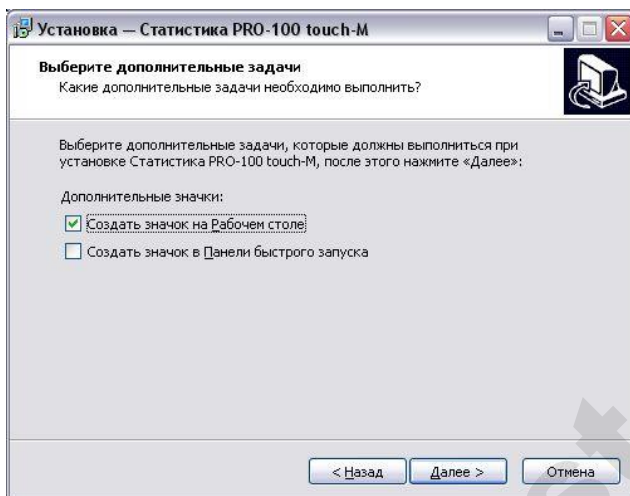 Установка — Статистика PRO-100 touch-M
Выберите дополнительные задачи
Какие дополнительные задачи необходимо выполнить?
Выберите дополнительные задачи, которые должны выполниться при
установке Статистика PRO-100 touch-M, после этого нажмите «Далее»:
Дополнительные значки:
Создать значок на Рабочем столе
Создать значок в Панели быстрого запуска
< Назад Далее > Отмена